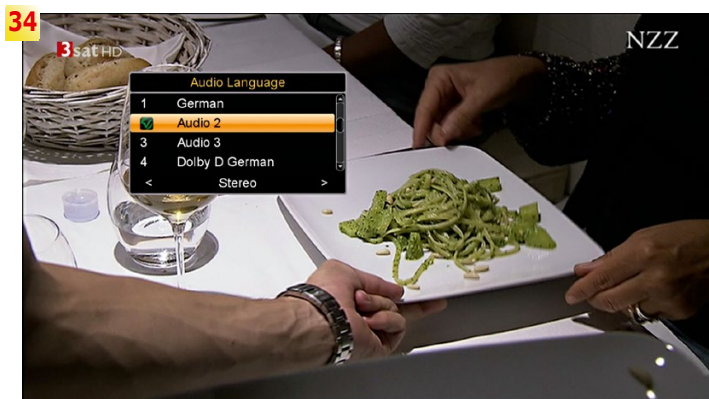 34
3sat HD
NZZ
Audio Language
1 German
Audio 2
3 Audio 3
4 Dolby D German
< Stereo >